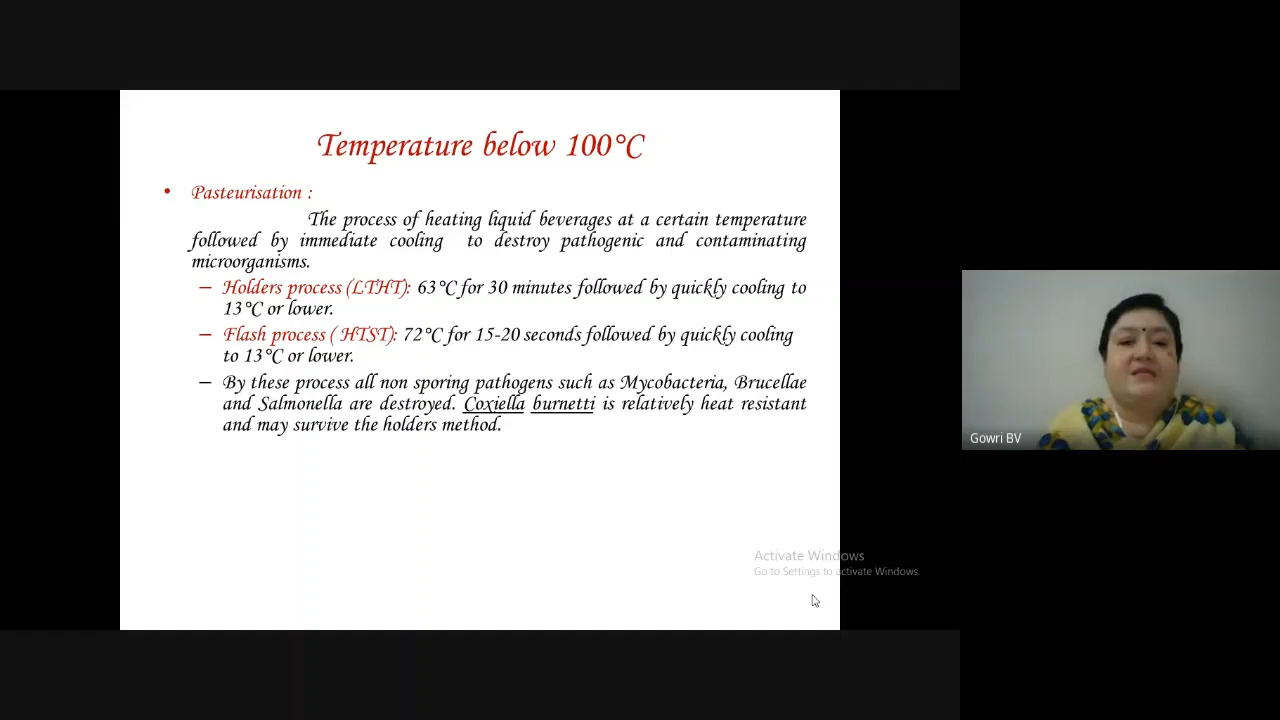 Temperature below 100°C
• Pasteurisation :
The process of heating liquid beverages at a certain temperature
followed by immediate cooling to destroy pathogenic and contaminating
microorganisms.
– Holders process (LTHT): 63°C for 30 minutes followed by quickly cooling to
13°C or lower.
– Flash process ( HTST): 72°C for 15-20 seconds followed by quickly cooling
to 13°C or lower.
– By these process all non sporing pathogens such as Mycobacteria, Brucellae
and Salmonella are destroyed. Coxiella burnetti is relatively heat resistant
and may survive the holders method.
Gowri BV
Activate Windows
Go to Settings to activate Windows.